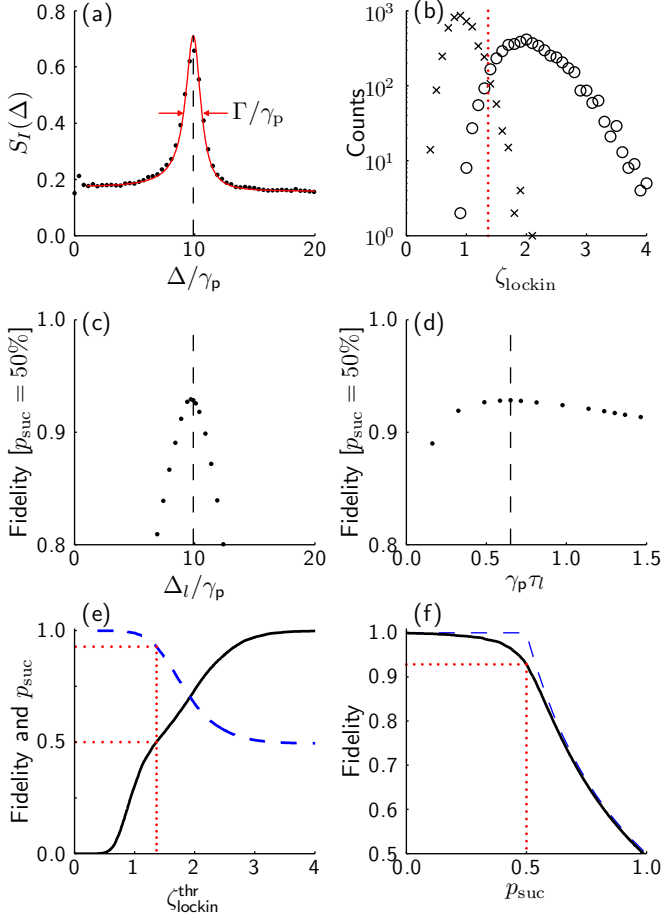 (a)
S_I(Δ)
0.8
0.6
0.4
0.2
0.0
Γ/γ_p
0 10 20
Δ/γ_p
(b)
Counts
10^3
10^2
10^1
10^0
0 1 2 3 4
ζ_lockin
(c)
Fidelity [p_suc = 50%]
1.0
0.9
0.8
0 10 20
Δ_l/γ_p
(d)
Fidelity [p_suc = 50%]
1.0
0.9
0.8
0.0 0.5 1.0 1.5
γ_p τ_l
(e)
Fidelity and p_suc
1.0
0.5
0.0
0 1 2 3 4
ζ^thr_lockin
(f)
Fidelity
1.0
0.9
0.8
0.7
0.6
0.5
0.0 0.5 1.0
p_suc